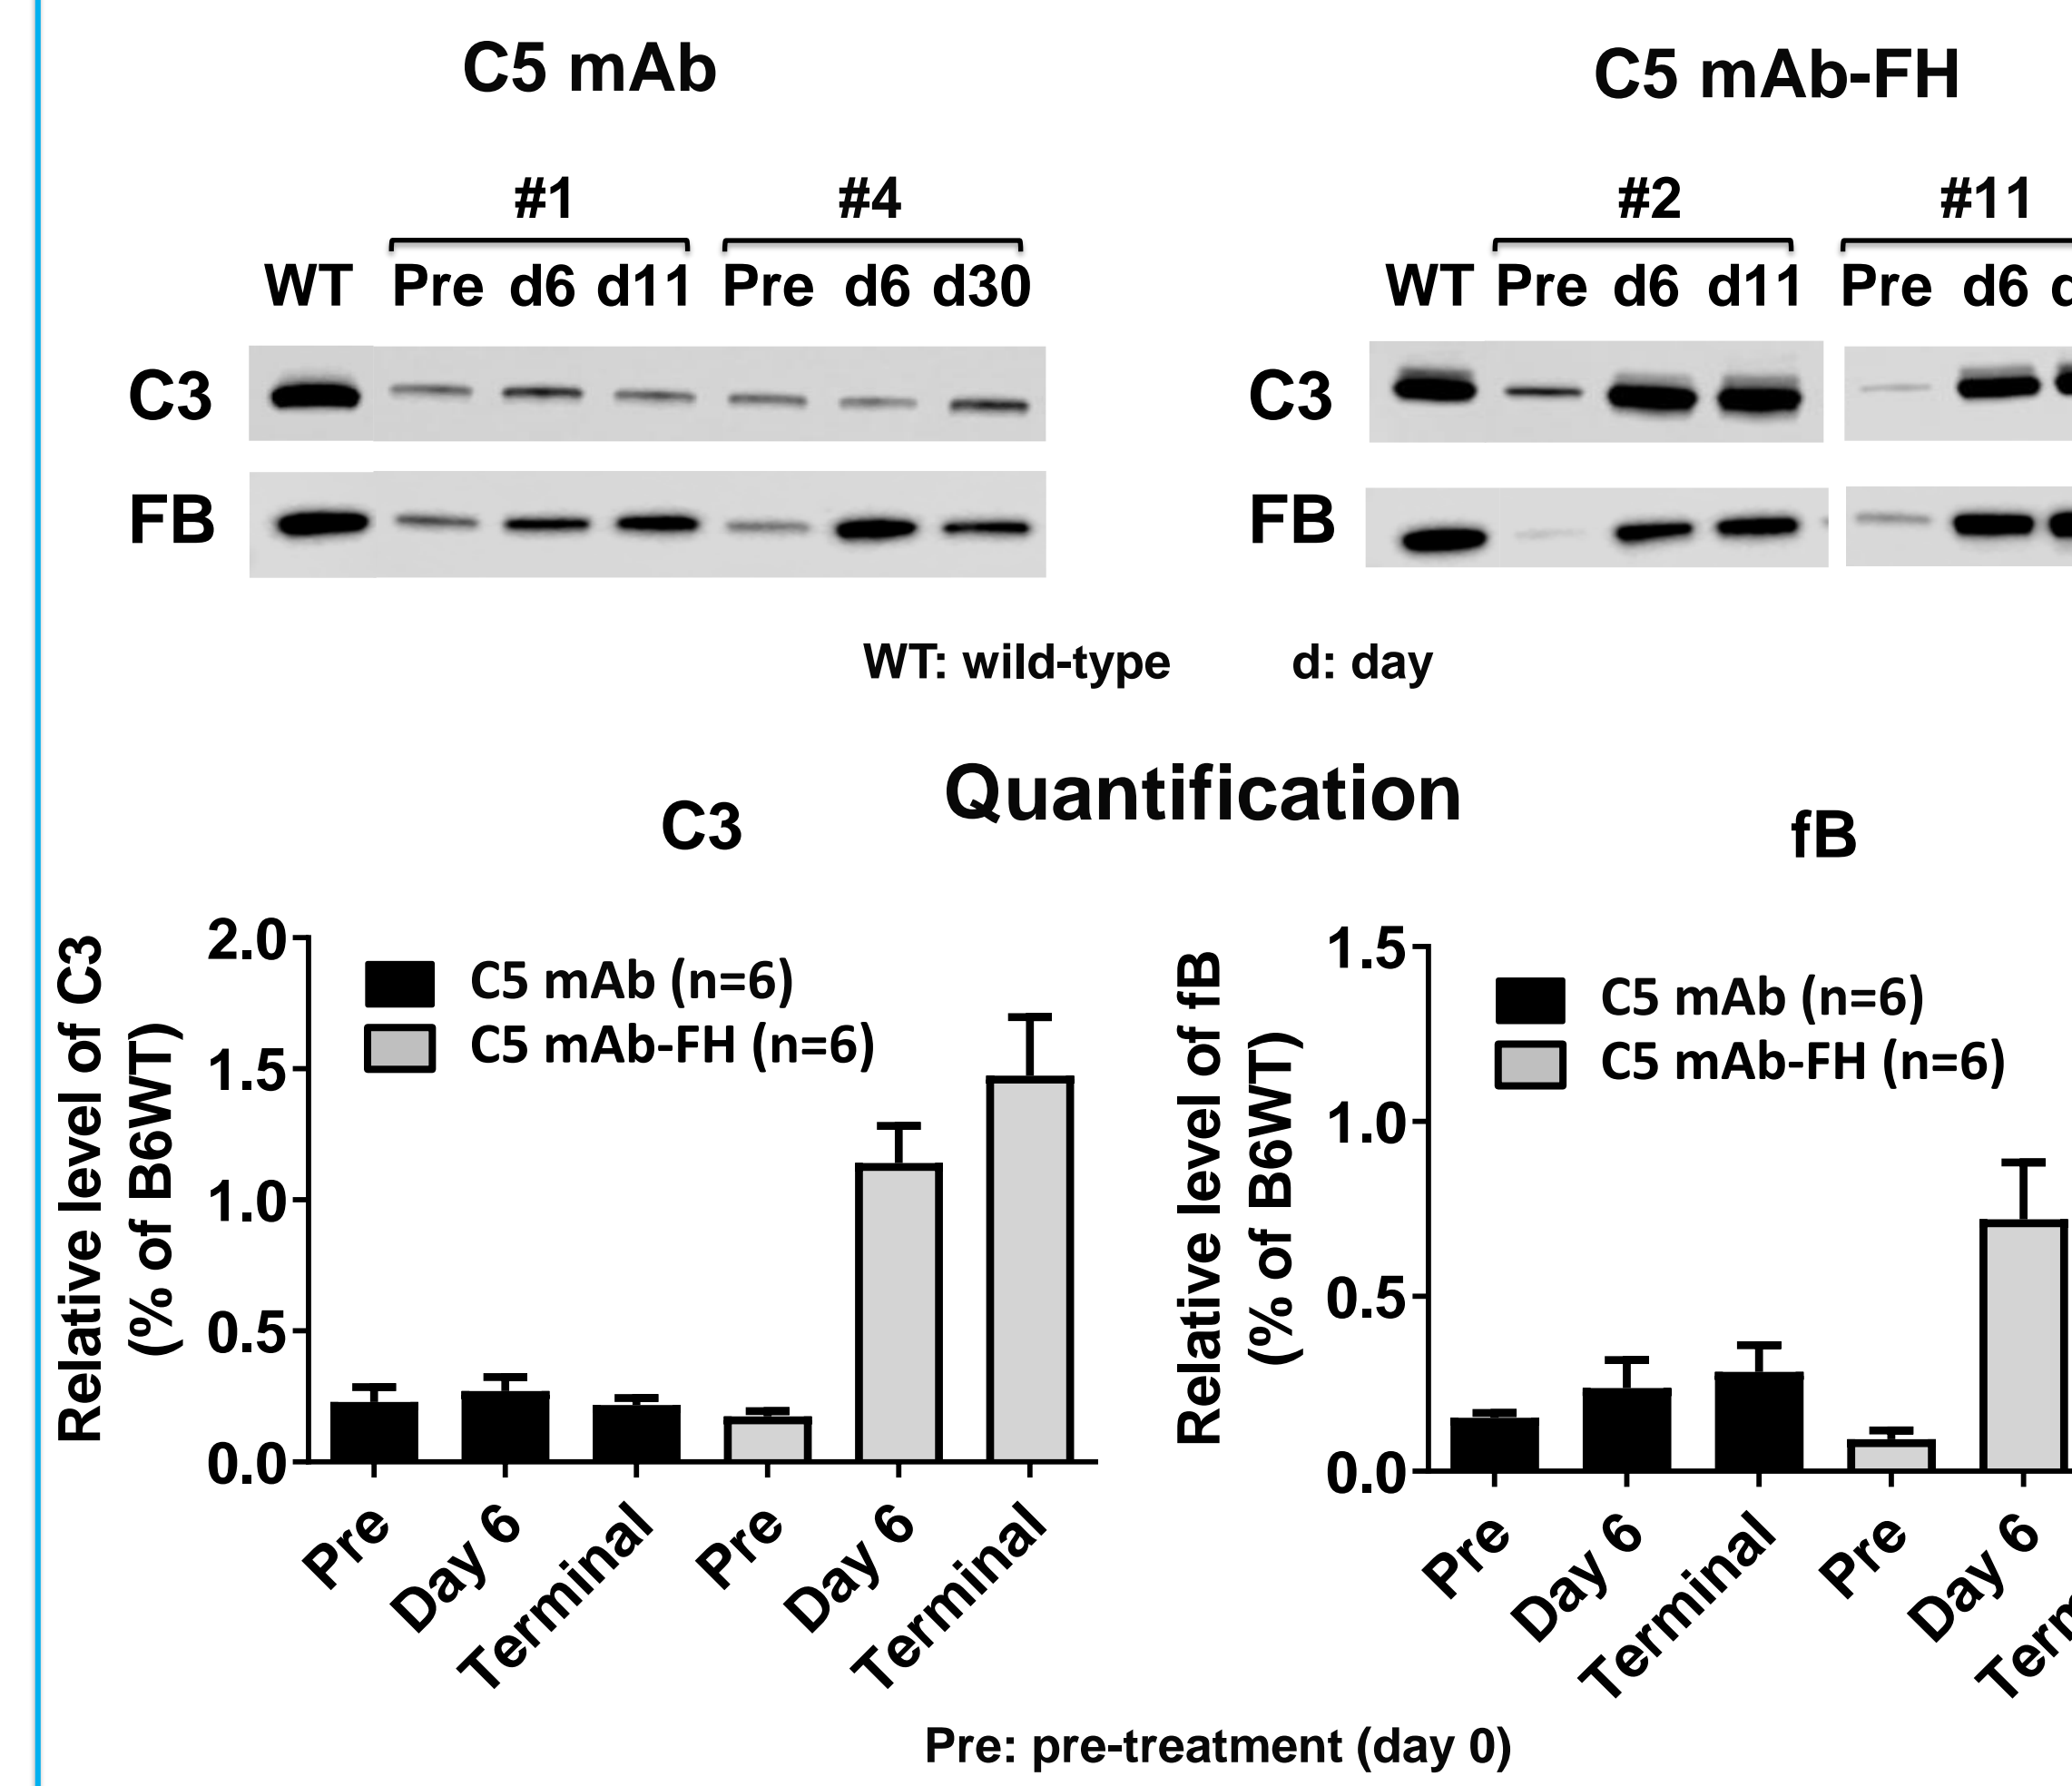 C5 mAb
C5 mAb-FH
#1 #4
#2 #11
WT Pre d6 d11 Pre d6 d30
WT Pre d6 d11 Pre d6 d
C3
C3
FB
FB
WT: wild-type d: day
Quantification
C3
fB
Relative level of C3
(% of B6WT)
2.0
1.5
1.0
0.5
0.0
C5 mAb (n=6)
C5 mAb-FH (n=6)
Pre
Day 6
Terminal
Pre
Day 6
Terminal
Relative level of fB
(% of B6WT)
1.5
1.0
0.5
0.0
C5 mAb (n=6)
C5 mAb-FH (n=6)
Pre
Day 6
Terminal
Pre
Day 6
Term
Pre: pre-treatment (day 0)